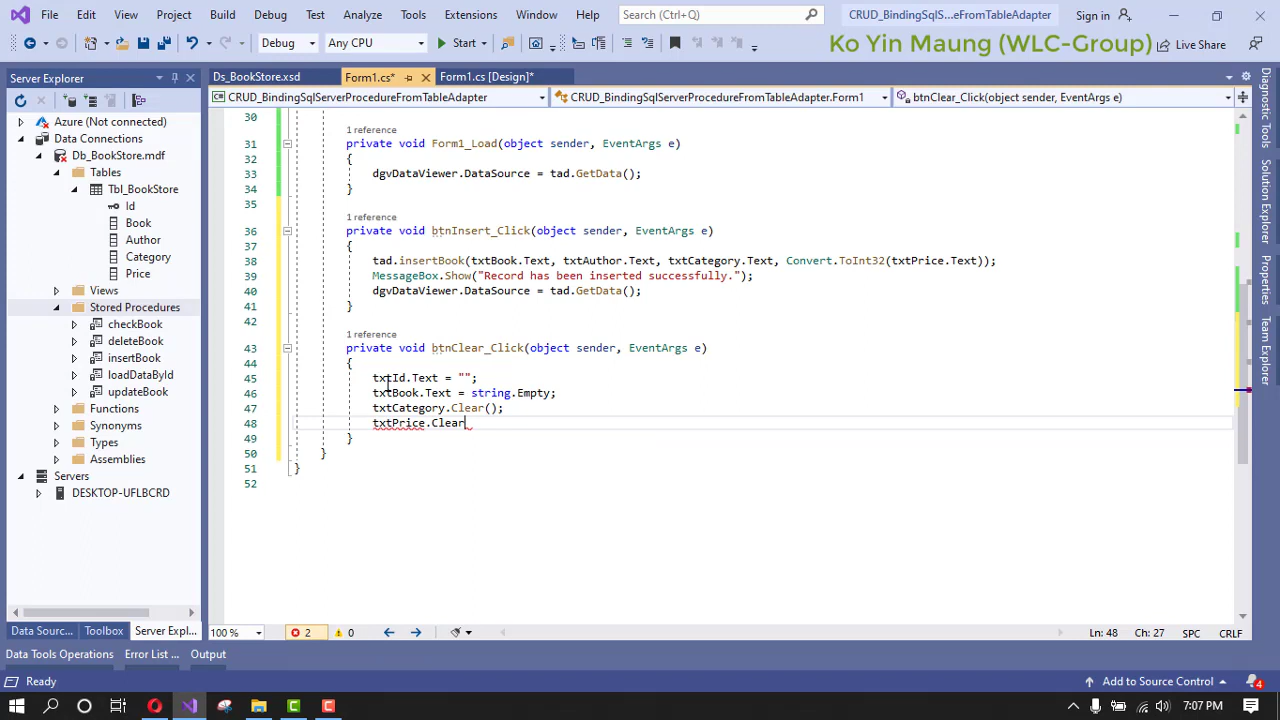 File Edit View Project Build Debug Test Analyze Tools Extensions Window Help Search (Ctrl+Q) CRUD_BindingSqlS...eFromTableAdapter Sign in
Debug Any CPU Start Ko Yin Maung (WLC-Group) Live Share
Server Explorer
Ds_BookStore.xsd Form1.cs* Form1.cs [Design]*
CRUD_BindingSqlServerProcedureFromTableAdapter CRUD_BindingSqlServerProcedureFromTableAdapter.Form1 btnClear_Click(object sender, EventArgs e)
Azure (Not connected)
Data Connections
Db_BookStore.mdf
Tables
Tbl_BookStore
Id
Book
Author
Category
Price
Views
Stored Procedures
checkBook
deleteBook
insertBook
loadDataById
updateBook
Functions
Synonyms
Types
Assemblies
Servers
DESKTOP-UFLBCRD
30
1 reference
31 private void Form1_Load(object sender, EventArgs e)
32 {
33 dgvDataViewer.DataSource = tad.GetData();
34 }
35
1 reference
36 private void btnInsert_Click(object sender, EventArgs e)
37 {
38 tad.insertBook(txtBook.Text, txtAuthor.Text, txtCategory.Text, Convert.ToInt32(txtPrice.Text));
39 MessageBox.Show("Record has been inserted successfully.");
40 dgvDataViewer.DataSource = tad.GetData();
41 }
42
1 reference
43 private void btnClear_Click(object sender, EventArgs e)
44 {
45 txtId.Text = "";
46 txtBook.Text = string.Empty;
47 txtCategory.Clear();
48 txtPrice.Clear
49 }
50 }
51 }
52
Diagnostic Tools
Solution Explorer
Properties
Team Explorer
Data Sourc... Toolbox Server Expl... 100 % 2 0 Ln: 48 Ch: 27 SPC CRLF
Data Tools Operations Error List ... Output
Ready Add to Source Control 4
7:07 PM